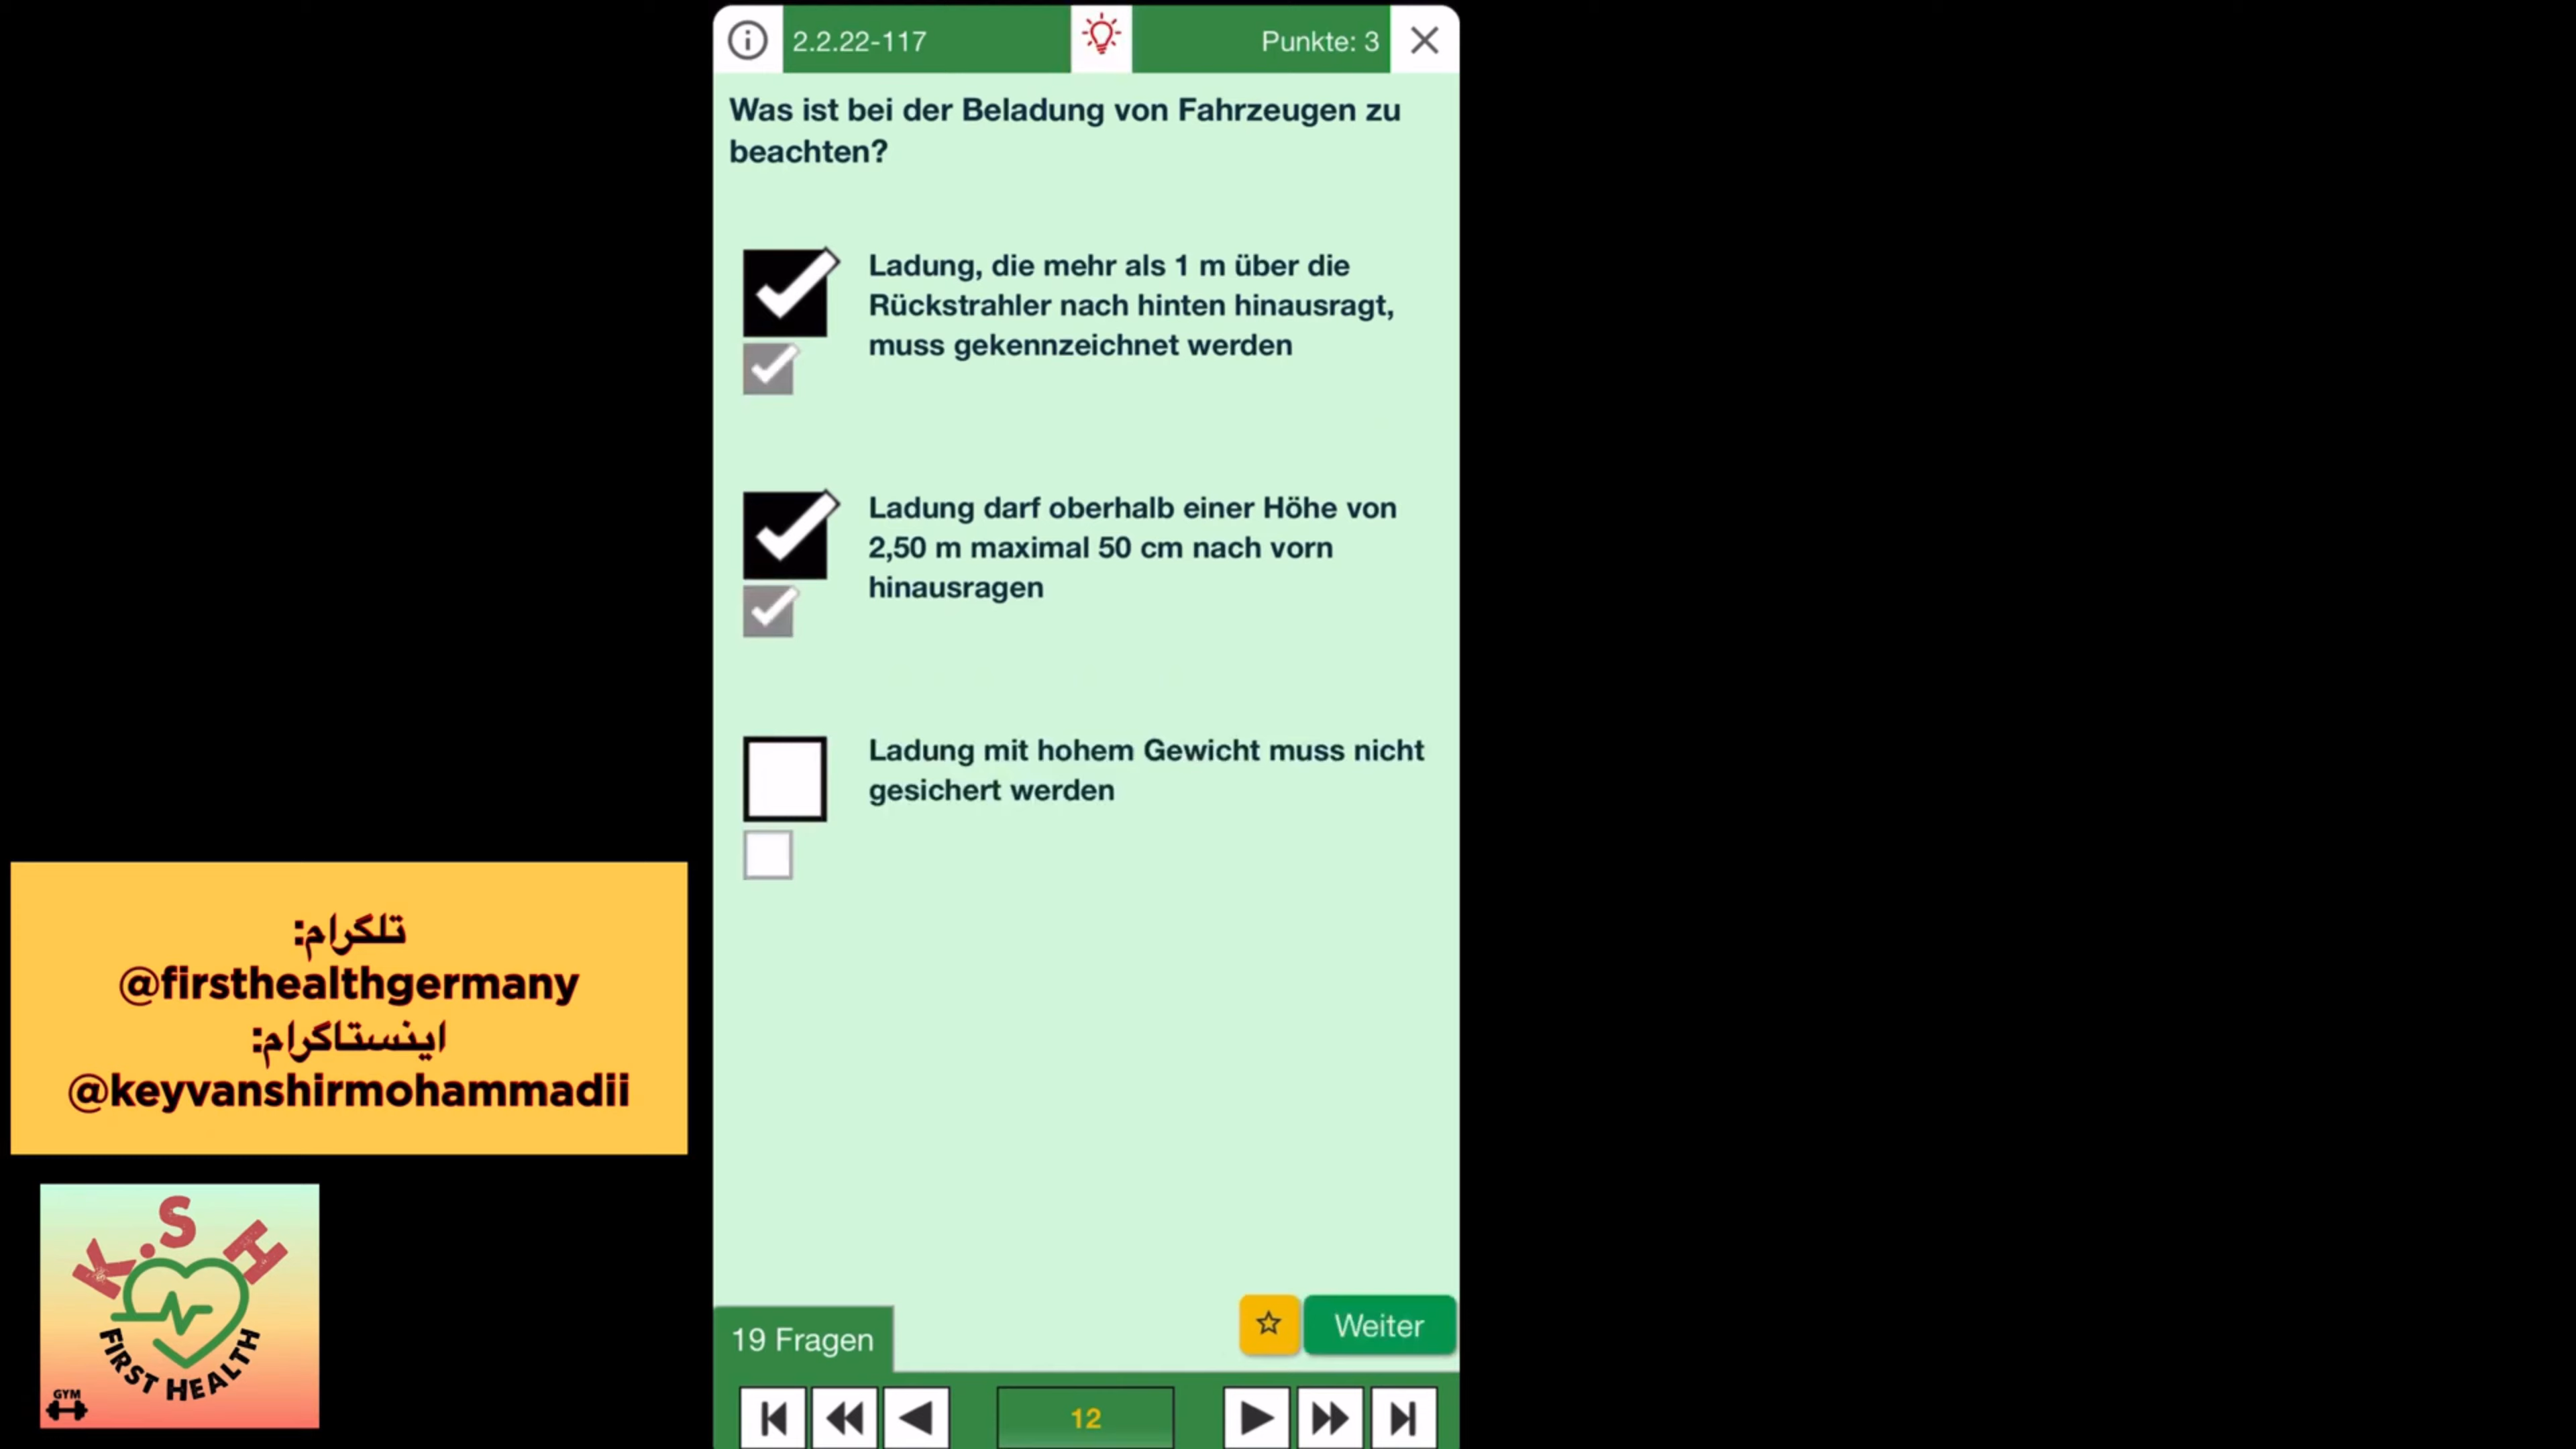 2.2.22-117
Punkte: 3
Was ist bei der Beladung von Fahrzeugen zu
beachten?
Ladung, die mehr als 1 m über die
Rückstrahler nach hinten hinausragt,
muss gekennzeichnet werden
Ladung darf oberhalb einer Höhe von
2,50 m maximal 50 cm nach vorn
hinausragen
Ladung mit hohem Gewicht muss nicht
gesichert werden
تلگرام:
@firsthealthgermany
اینستاگرام:
@keyvanshirmohammadii
K.SH
FIRST HEALTH
GYM
19 Fragen
Weiter
12